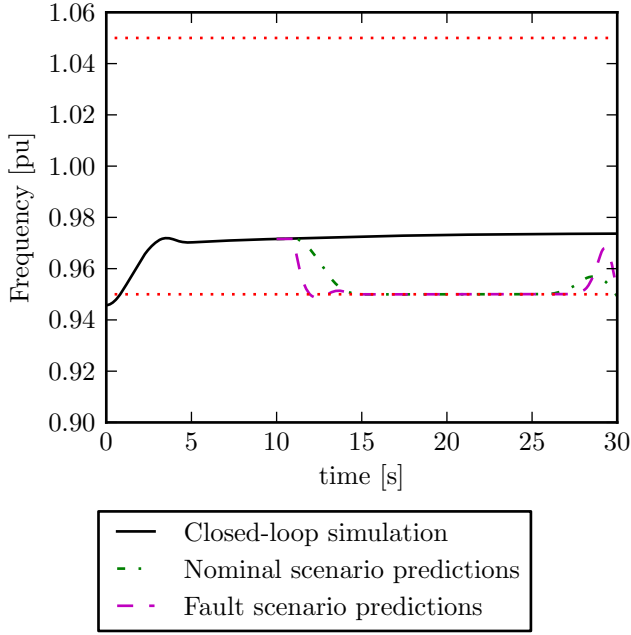 1.06
1.04
1.02
1.00
0.98
0.96
0.94
0.92
0.90
Frequency [pu]
0 5 10 15 20 25 30
time [s]
Closed-loop simulation
Nominal scenario predictions
Fault scenario predictions